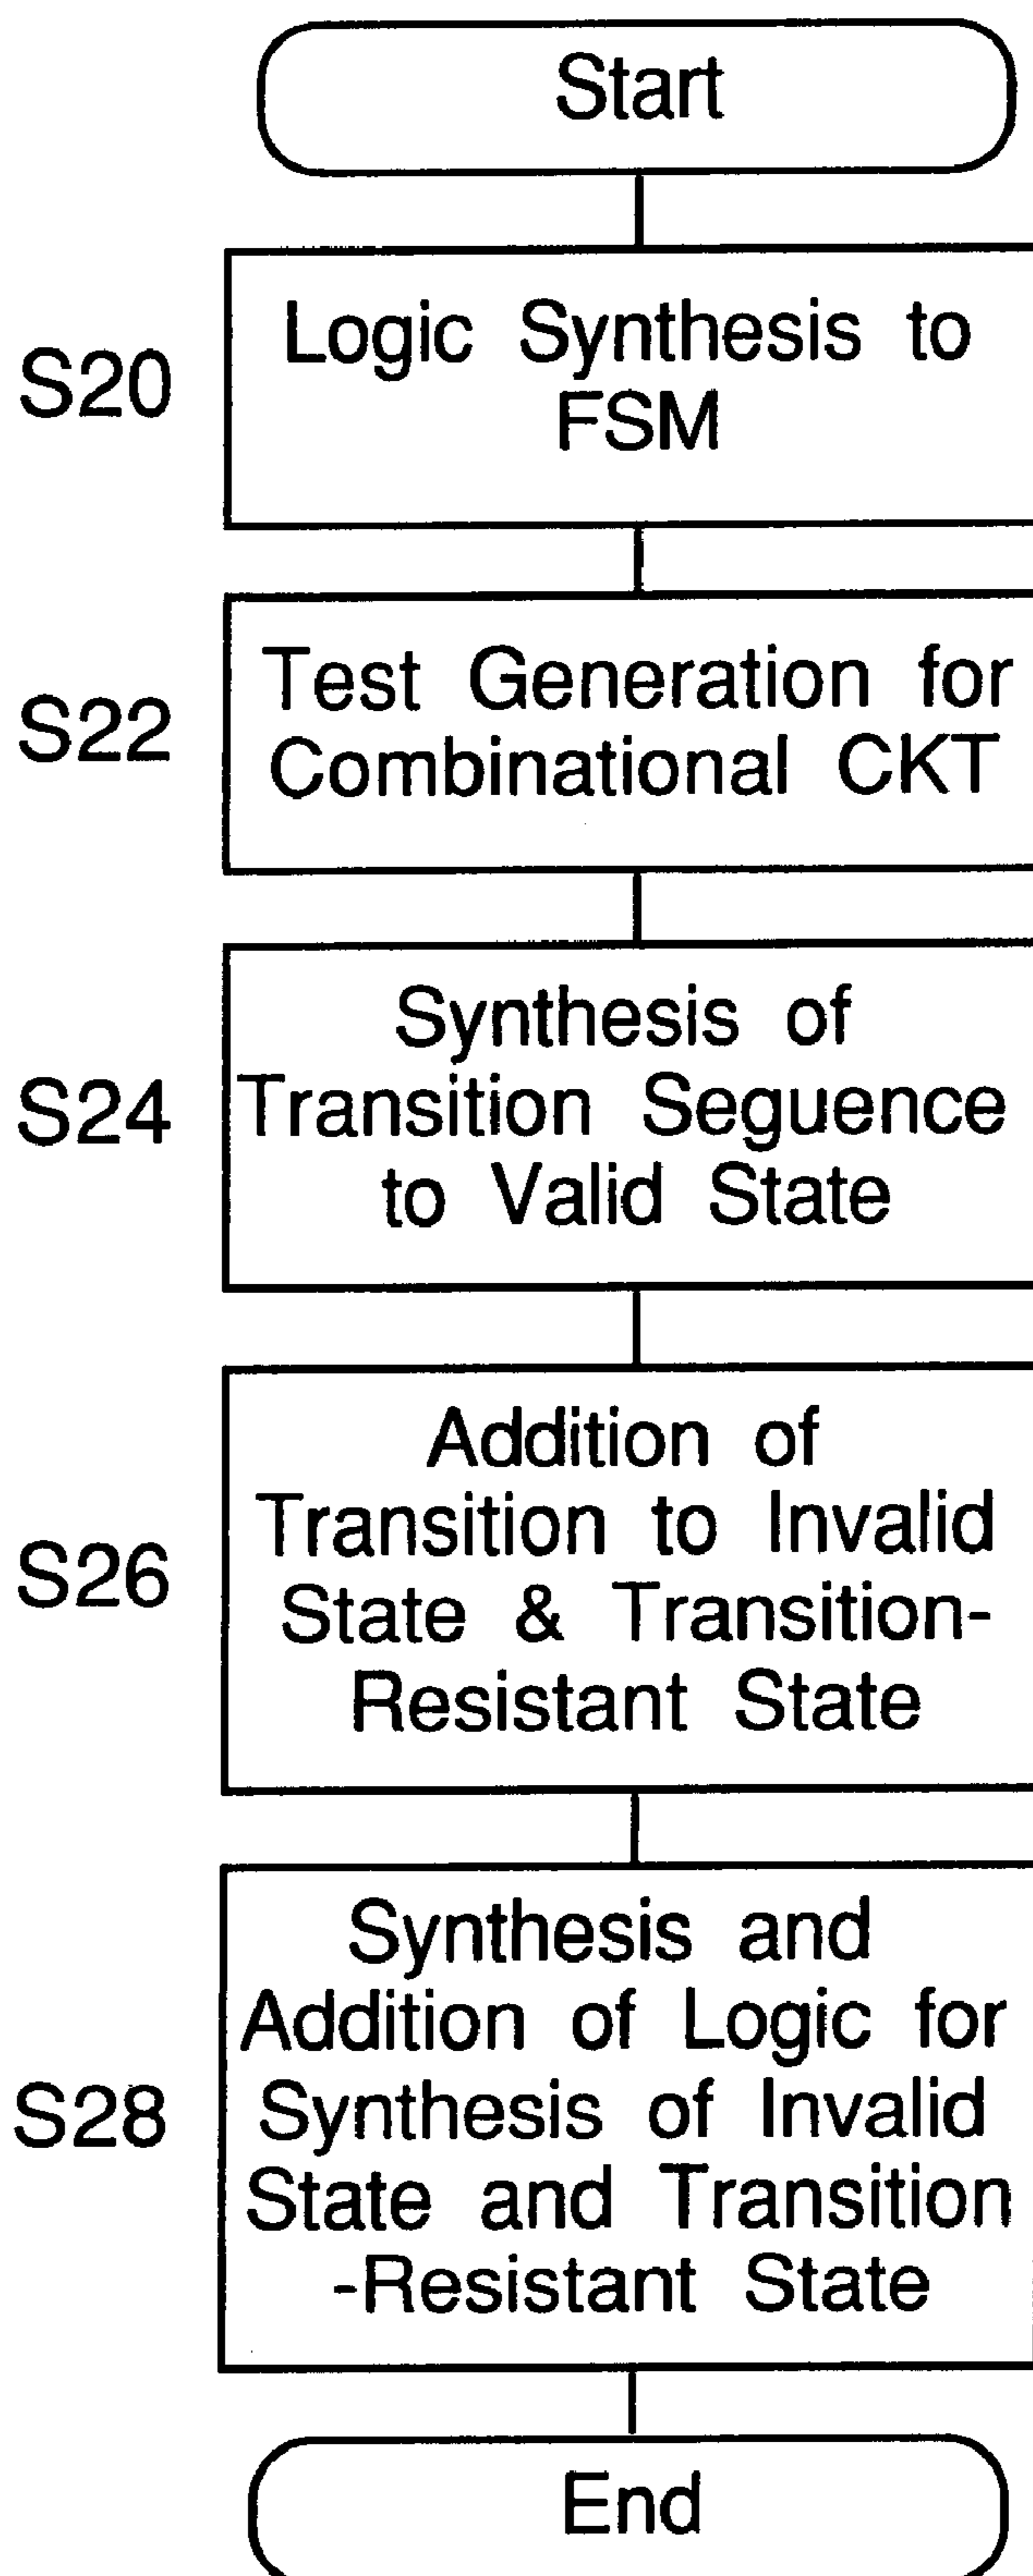 Start
S20
Logic Synthesis to
FSM
S22
Test Generation for
Combinational CKT
S24
Synthesis of
Transition Seguence
to Valid State
S26
Addition of
Transition to Invalid
State & Transition-
Resistant State
S28
Synthesis and
Addition of Logic for
Synthesis of Invalid
State and Transition
-Resistant State
End